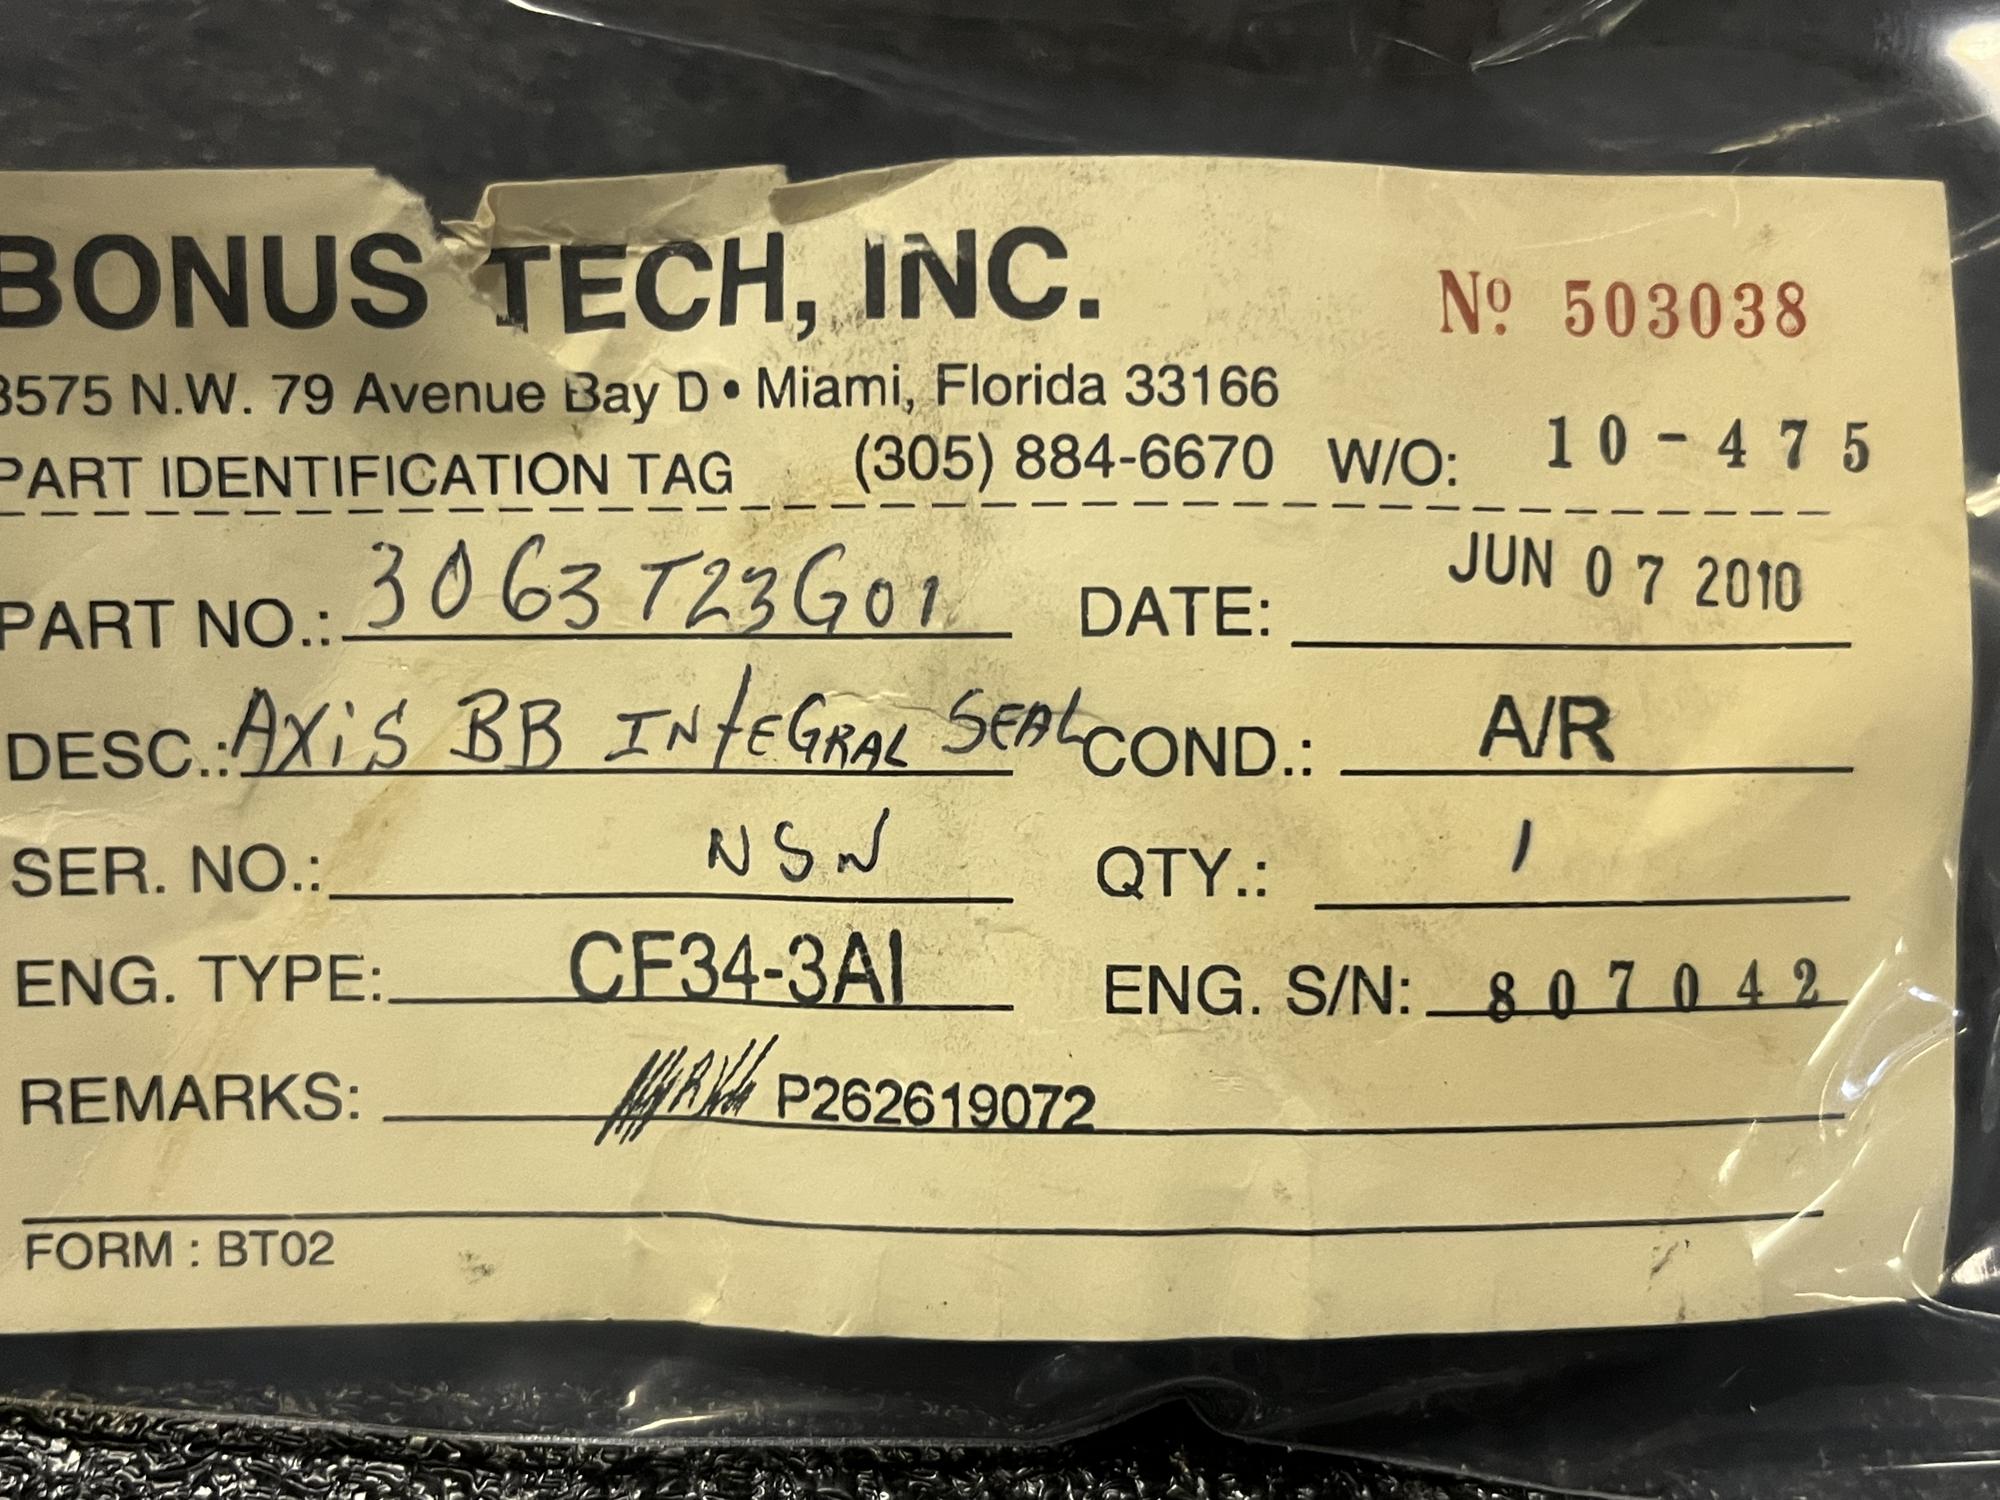 BONUS TECH, INC.
Nº 503038
8575 N.W. 79 Avenue Bay D • Miami, Florida 33166
PART IDENTIFICATION TAG (305) 884-6670 W/O: 10-475
PART NO.: 3063T23G01 DATE: JUN 07 2010
DESC.: AXiS BB INtEGRAL SEAL COND.: A/R
SER. NO.: NSN QTY.: 1
ENG. TYPE: CF34-3A1 ENG. S/N: 807042
REMARKS: P262619072
FORM : BT02